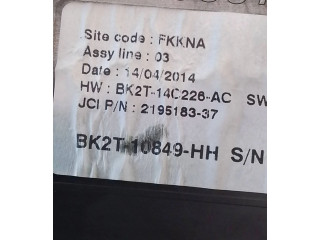 Site code : FKKNA
Assy line : 03
Date : 14/04/2014
HW : BK2T-14C226-AC SW
JCI P/N : 2195183-37
BK2T-10849-HH S/N